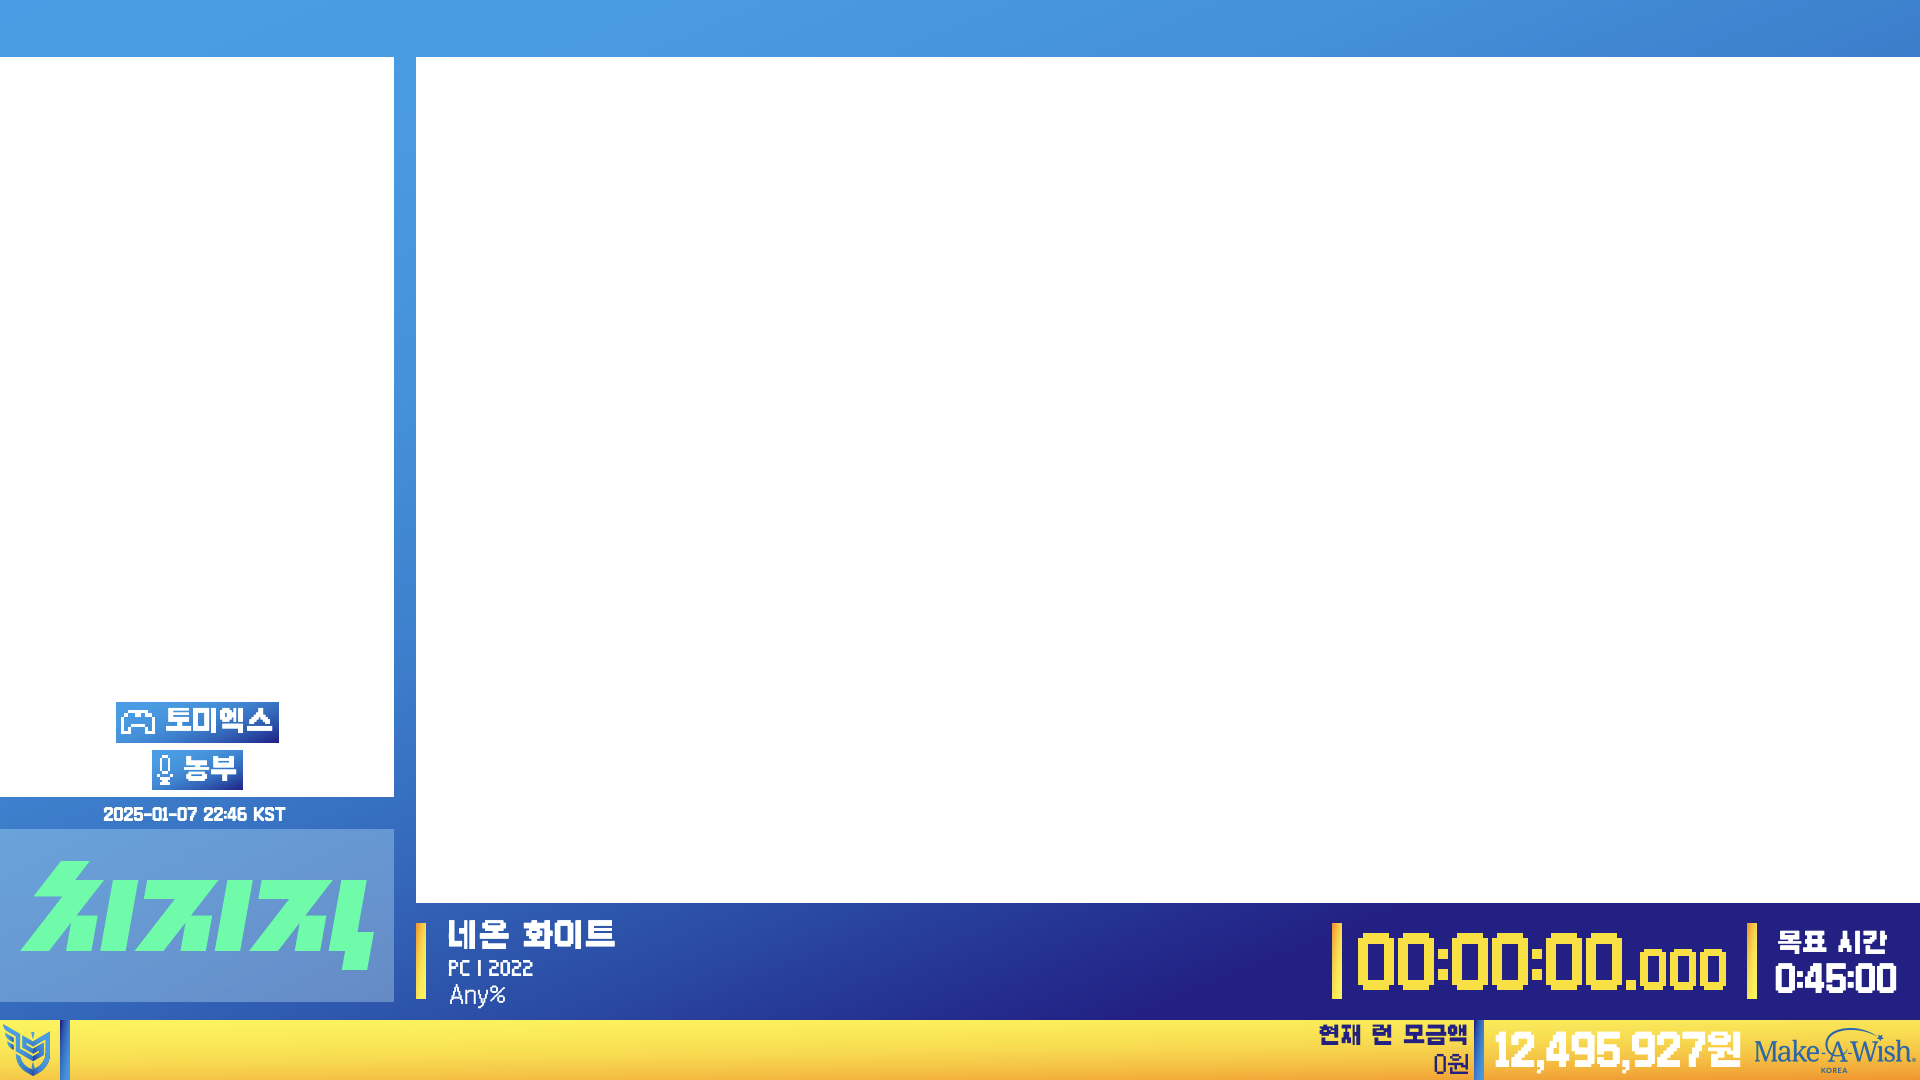 토미엑스
농부
2025-01-07 22:46 KST
치지직
네온 화이트
PC | 2022
Any%
00:00:00.000
목표 시간
0:45:00
현재 런 모금액
0원
12,495,927원
Make-A-Wish.
KOREA